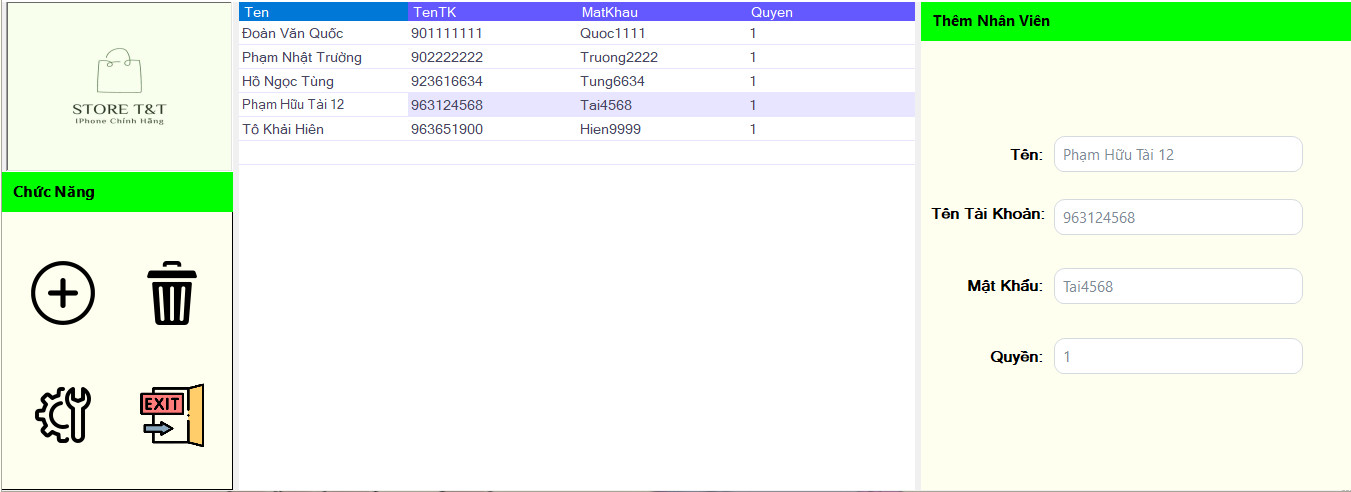 STORE T&T
IPhone Chính Hãng
Chức Năng
EXIT
Ten TenTK MatKhau Quyen
Đoàn Văn Quốc 901111111 Quoc1111 1
Phạm Nhật Trường 902222222 Truong2222 1
Hồ Ngọc Tùng 923616634 Tung6634 1
Phạm Hữu Tài 12 963124568 Tai4568 1
Tô Khải Hiên 963651900 Hien9999 1
Thêm Nhân Viên
Tên: Phạm Hữu Tài 12
Tên Tài Khoản: 963124568
Mật Khẩu: Tai4568
Quyền: 1